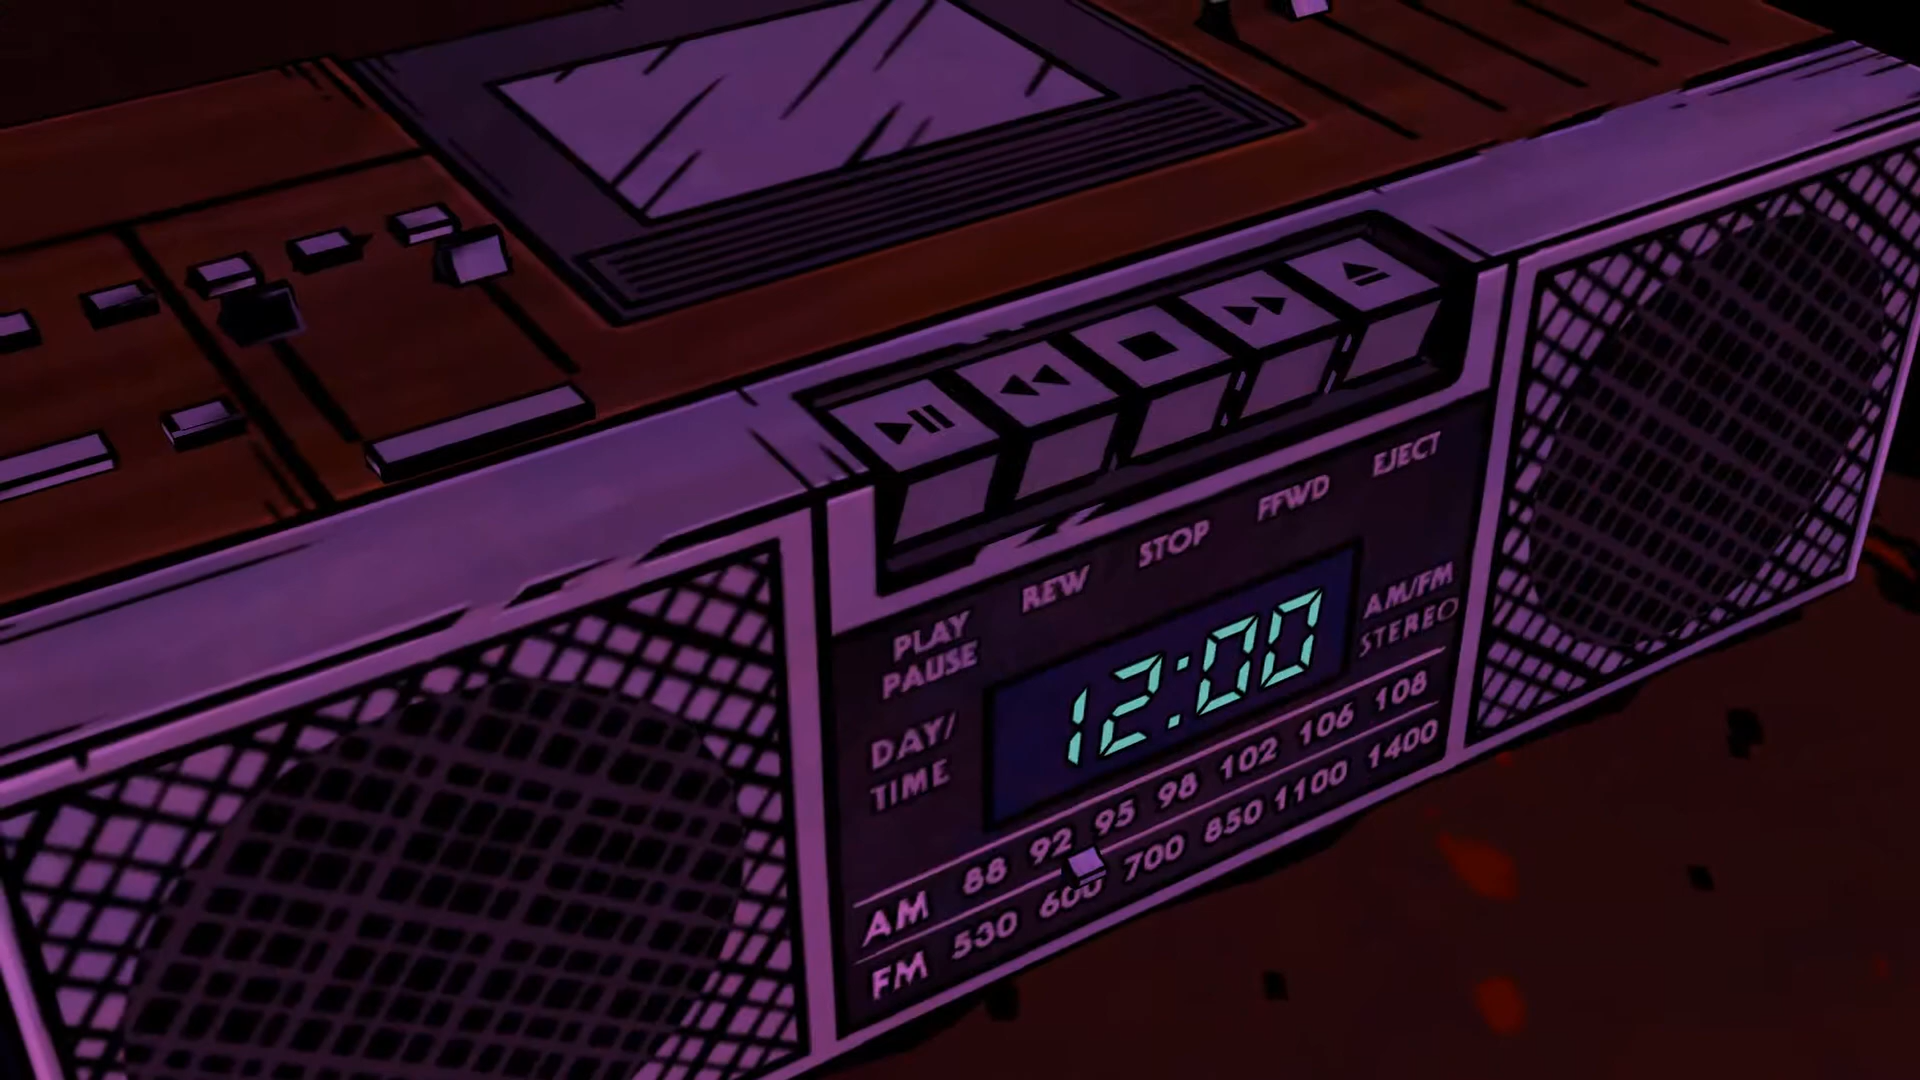 PLAY
PAUSE
REW
STOP
FFWD
EJECT
DAY/
TIME
12:00
AM/FM
STEREO
AM 88 92 95 98 102 106 108
FM 530 600 700 850 1100 1400